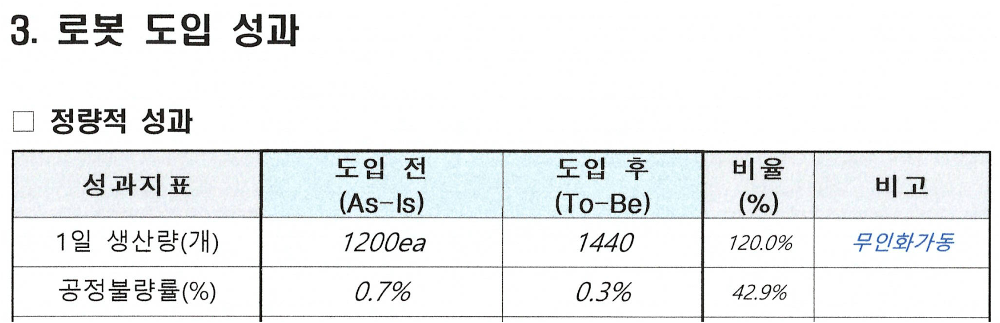 3. 로봇 도입 성과
□ 정량적 성과
성과지표 도입 전 (As-Is) 도입 후 (To-Be) 비율 (%) 비고
1일 생산량(개) 1200ea 1440 120.0% 무인화가동
공정불량률(%) 0.7% 0.3% 42.9%